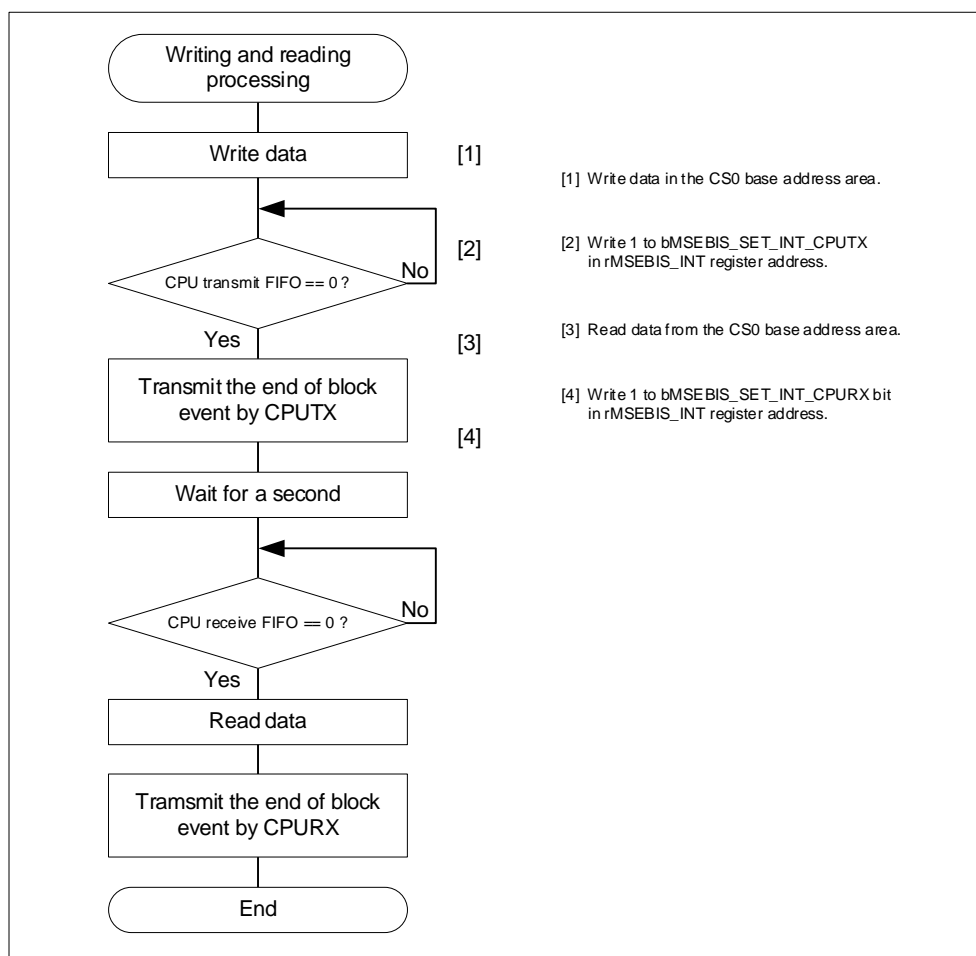 Writing and reading
processing
Write data
[1]
[1] Write data in the CS0 base address area.
[2]
[2] Write 1 to bMSEBIS_SET_INT_CPUTX
in rMSEBIS_INT register address.
CPU transmit FIFO == 0 ?
No
Yes
[3]
[3] Read data from the CS0 base address area.
Transmit the end of block
event by CPUTX
[4]
[4] Write 1 to bMSEBIS_SET_INT_CPURX bit
in rMSEBIS_INT register address.
Wait for a second
CPU receive FIFO == 0 ?
No
Yes
Read data
Tramsmit the end of block
event by CPURX
End